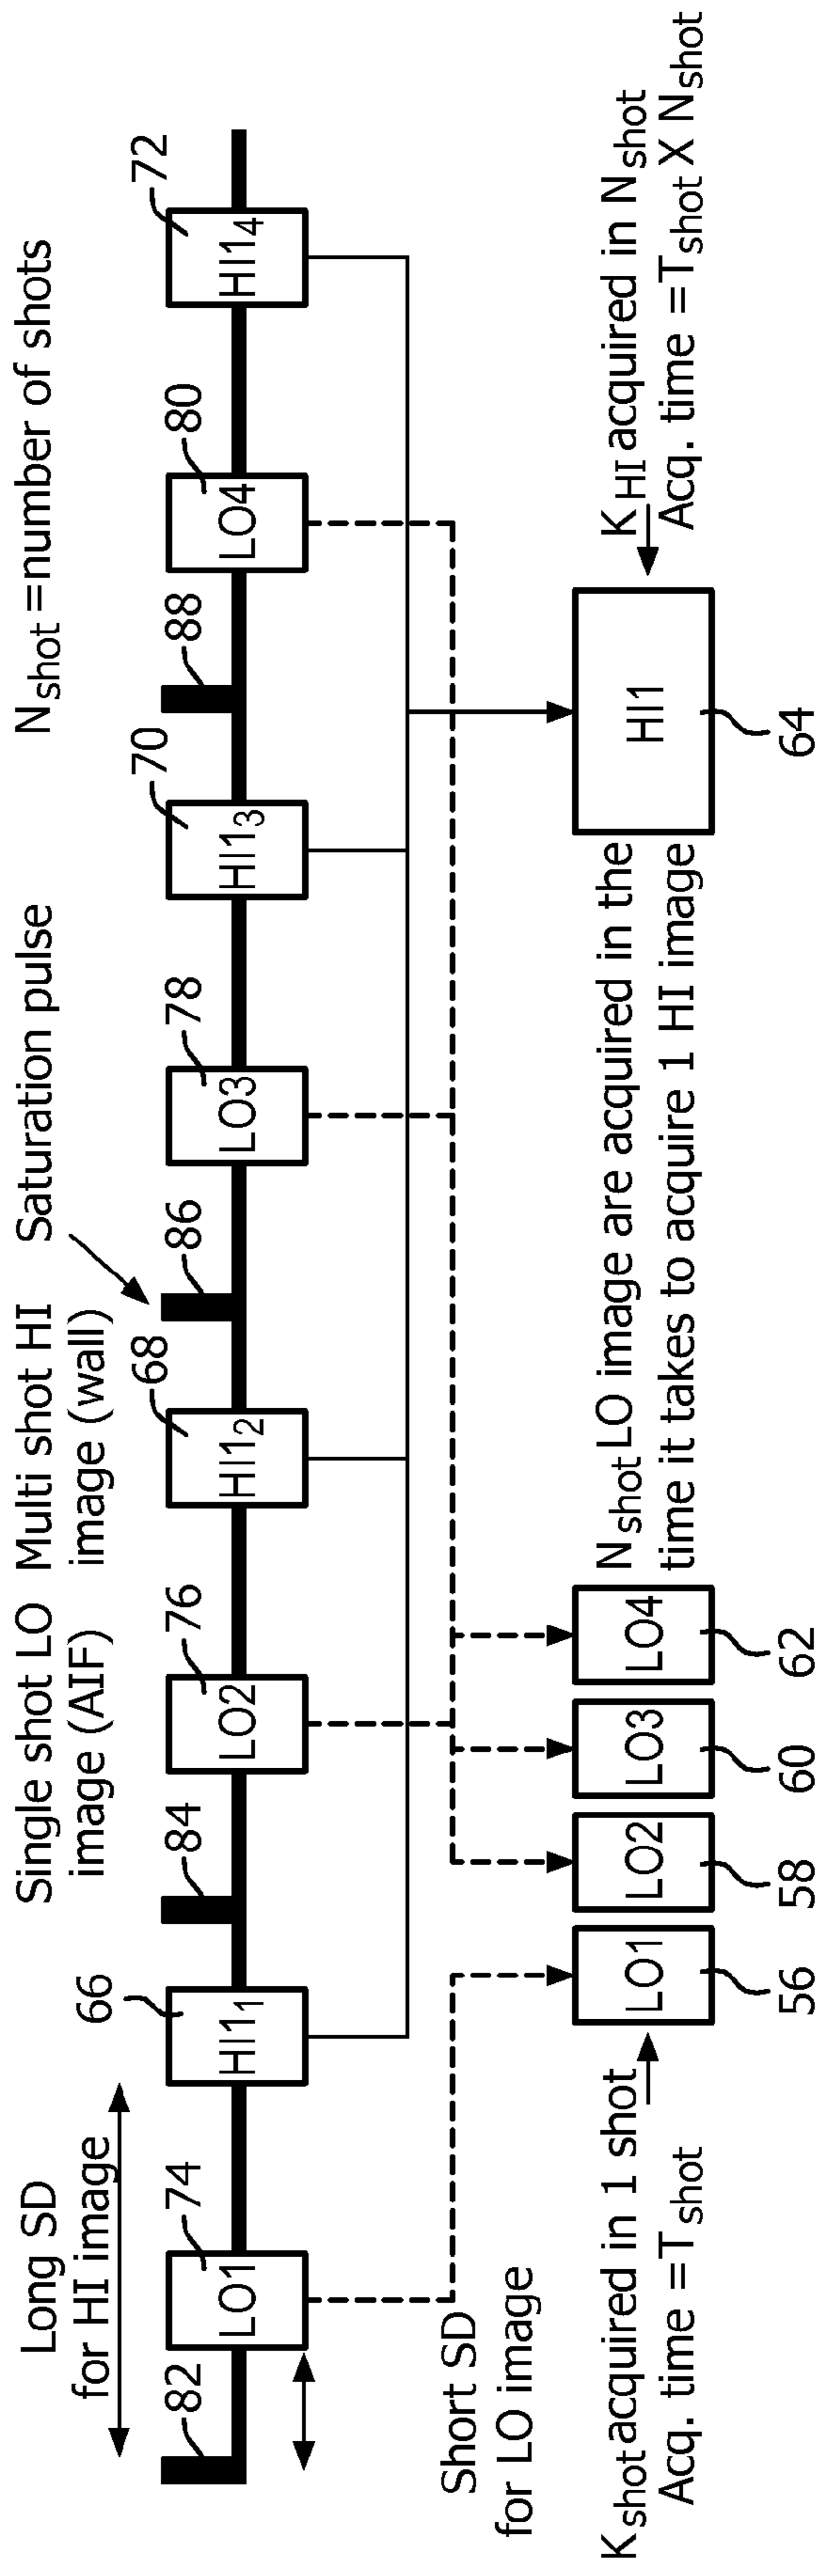 Long SD
for HI image
Single shot LO
image (AIF)
Multi shot HI
image (wall)
Saturation pulse
Nshot =number of shots
82
74
66
84
76
68
86
78
70
88
80
72
LO1
HI11
LO2
HI12
LO3
HI13
LO4
HI14
Short SD
for LO image
Kshot acquired in 1 shot
Acq. time =Tshot
LO1
LO2
LO3
LO4
56
58
60
62
Nshot LO image are acquired in the
time it takes to acquire 1 HI image
HI1
64
KHI acquired in Nshot
Acq. time =Tshot X Nshot